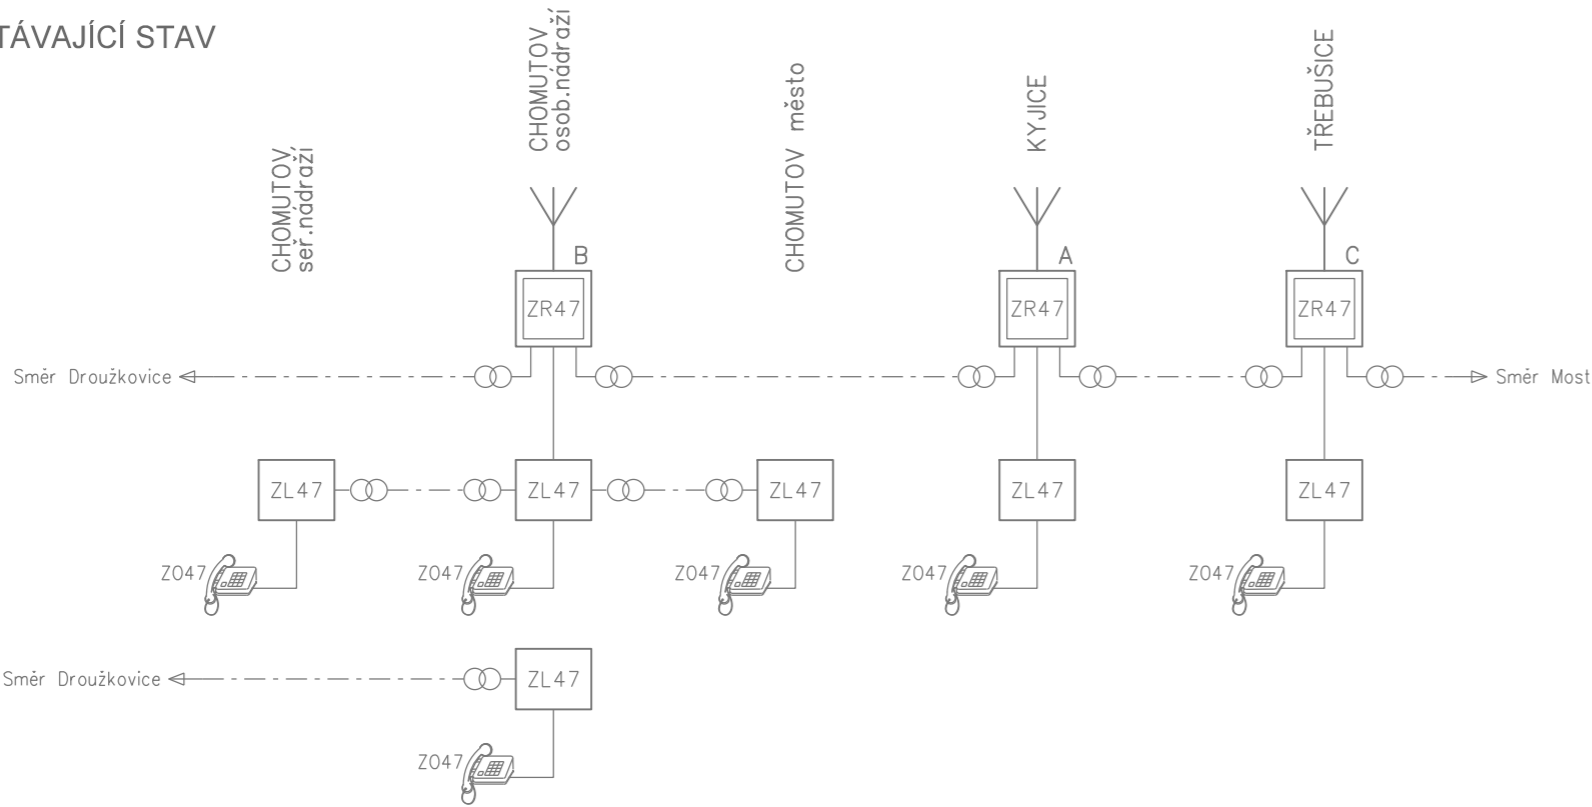 TÁVAJÍCÍ STAV
CHOMUTOV
seř.nádraží
CHOMUTOV
osob.nádraží
CHOMUTOV město
KYJICE
TŘEBUŠICE
B
A
C
ZR47
ZR47
ZR47
Směr Droužkovice
Směr Most
ZL47
ZL47
ZL47
ZL47
ZL47
ZO47
ZO47
ZO47
ZO47
ZO47
Směr Droužkovice
ZL47
ZO47